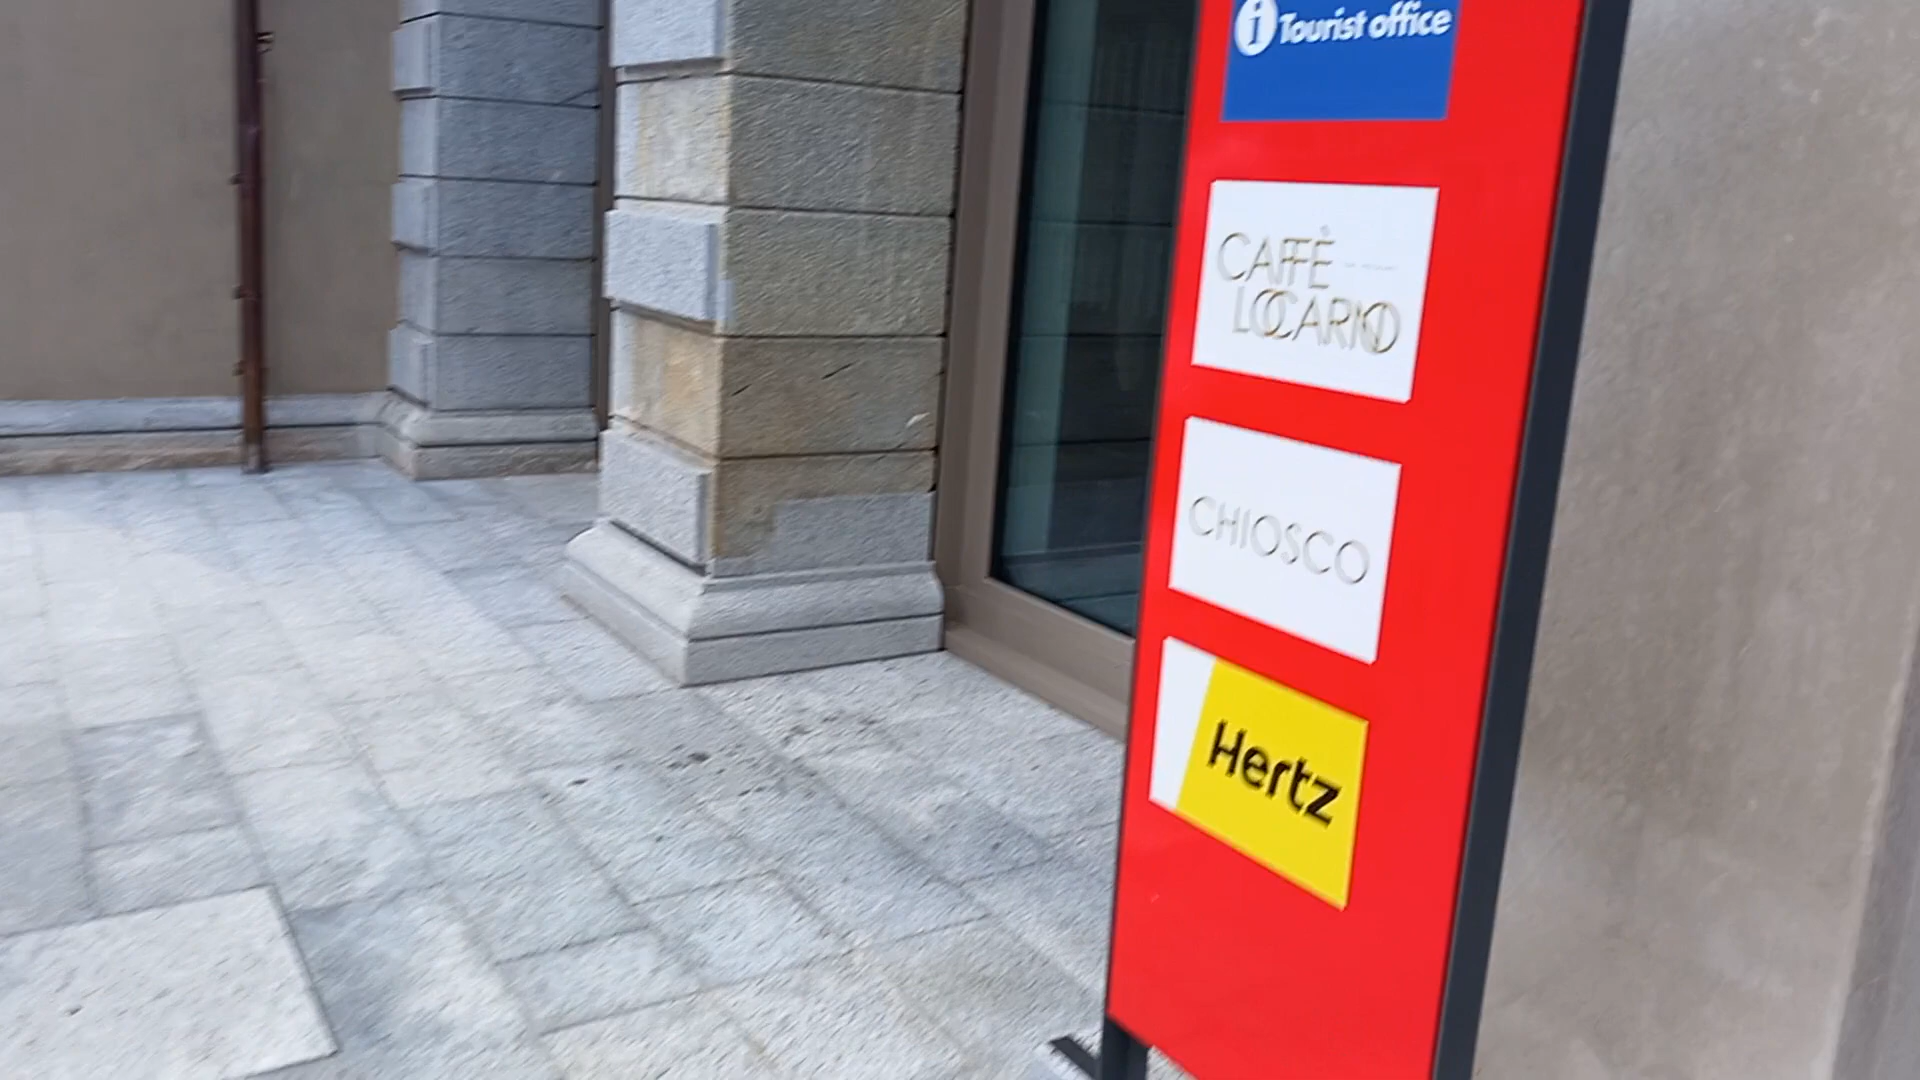 i Tourist office
CAFFÈ
LOCARNO
CHIOSCO
Hertz